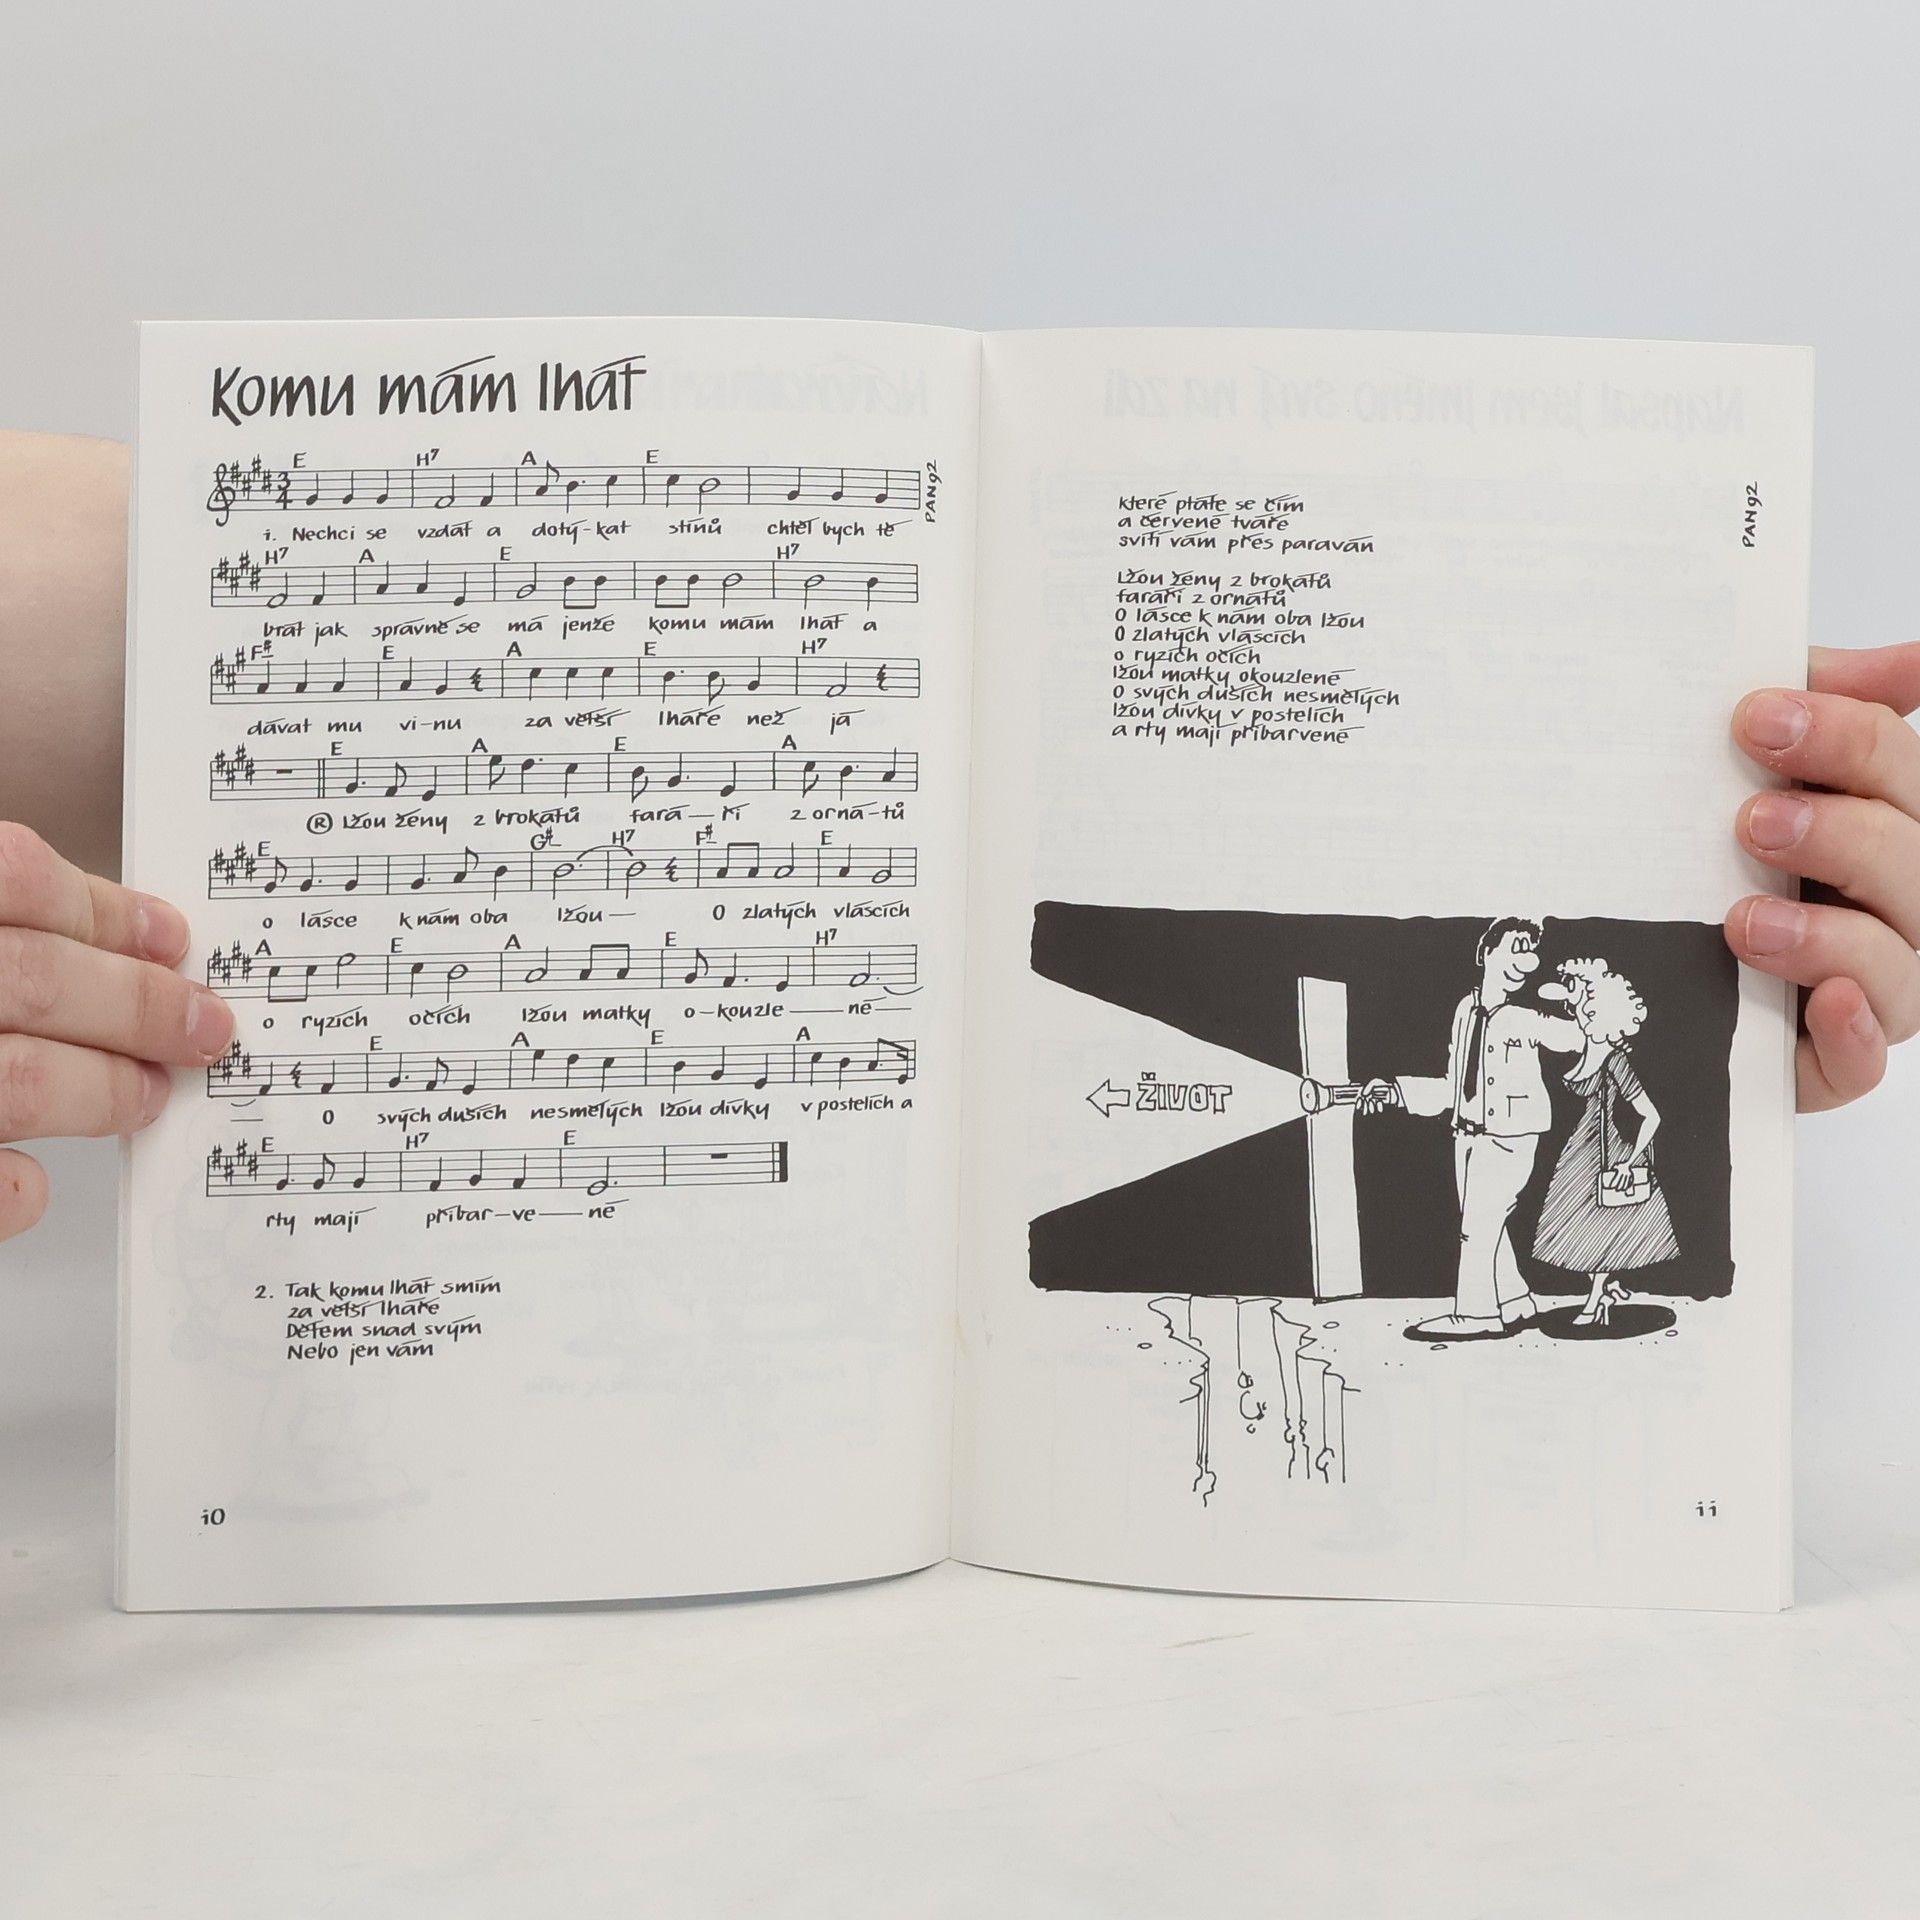 Komu mám lhát
E H7 A E
3
4
1. Nechci se vzdát a dotý-kat stínů chtěl bych tě
PAN92
H7 A E H7
brát jak správně se má jenže komu mám lhát a
F# E A E H7
dávat mu vi-nu za větší lháře než já
E A E A
Ⓡ Lžou ženy z brokátů fará—ři z orná-tů
E G# H7 F# E
o lásce k nám oba lžou— O zlatých vláscích
A E A E H7
o ryzích očích lžou matky o-kouzle——né—
E A E A
— O svých duších nesmělých lžou dívky v postelích a
E H7 E
rty mají přibar-ve——né
2. Tak komu lhát smím
za větší lháře
Dětem snad svým
Nebo jen vám
10
které ptáte se čím
a červené tváře
svítí vám přes paraván
Lžou ženy z brokátů
faráři z ornátů
O lásce k nám oba lžou
O zlatých vláscích
o ryzích očích
lžou matky okouzlené
O svých duších nesmělých
lžou dívky v postelích
a rty mají přibarvené
PAN92
ŽIVOT
11